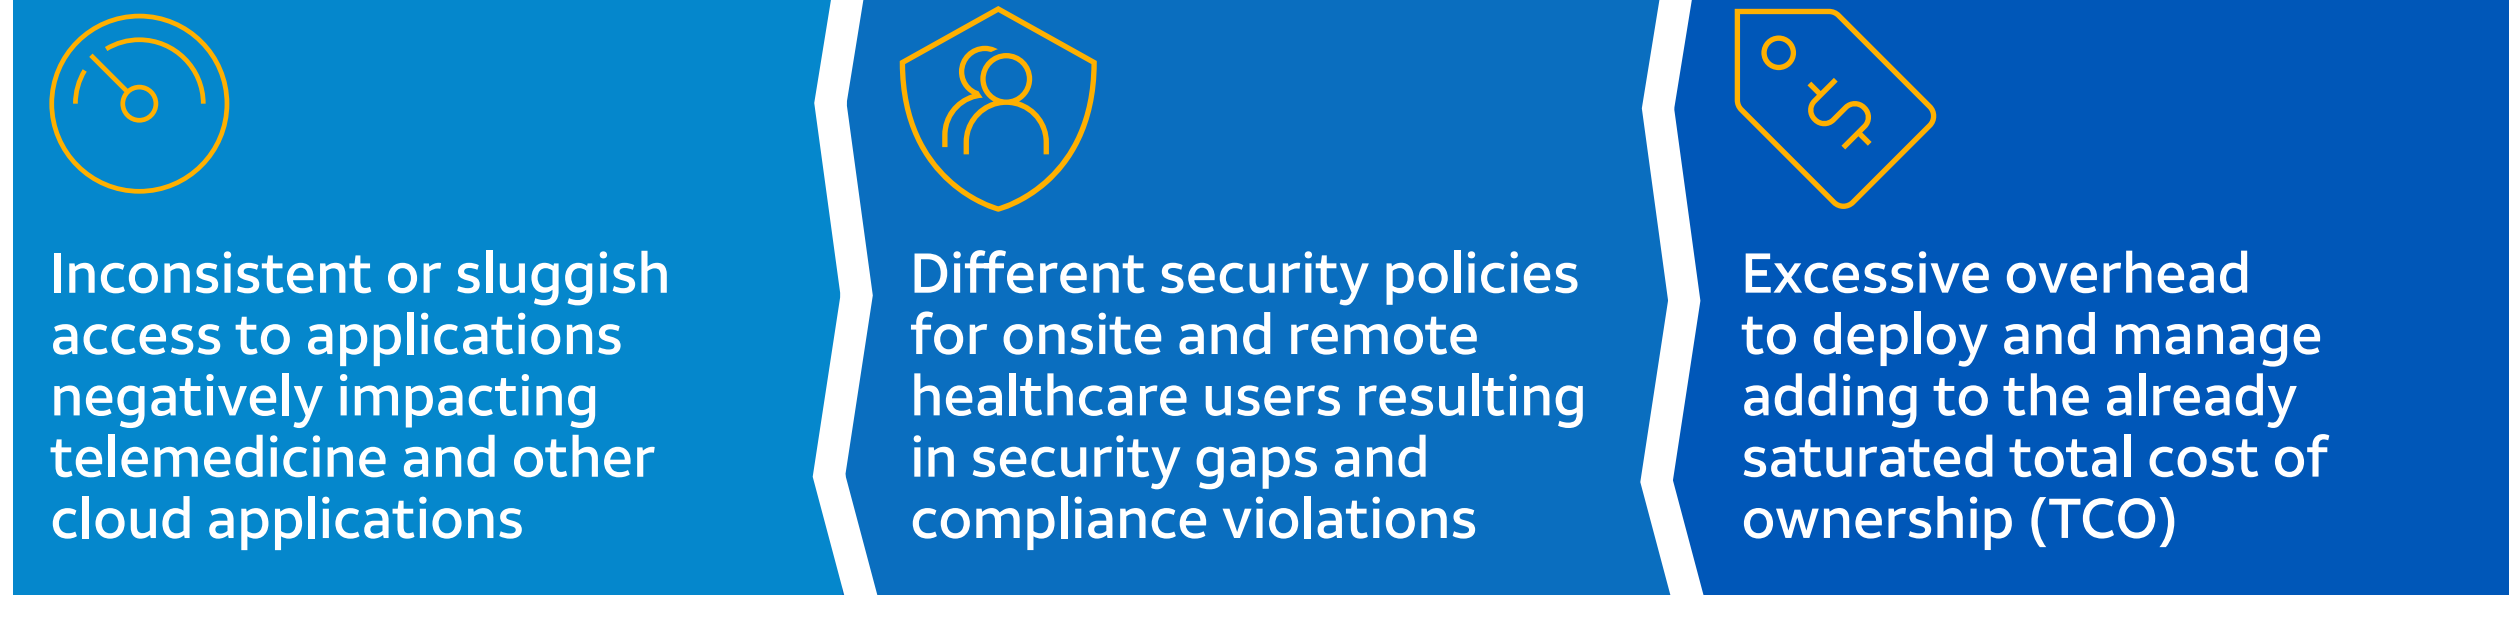 Inconsistent or sluggish
access to applications
negatively impacting
telemedicine and other
cloud applications
Different security policies
for onsite and remote
healthcare users resulting
in security gaps and
compliance violations
Excessive overhead
to deploy and manage
adding to the already
saturated total cost of
ownership (TCO)